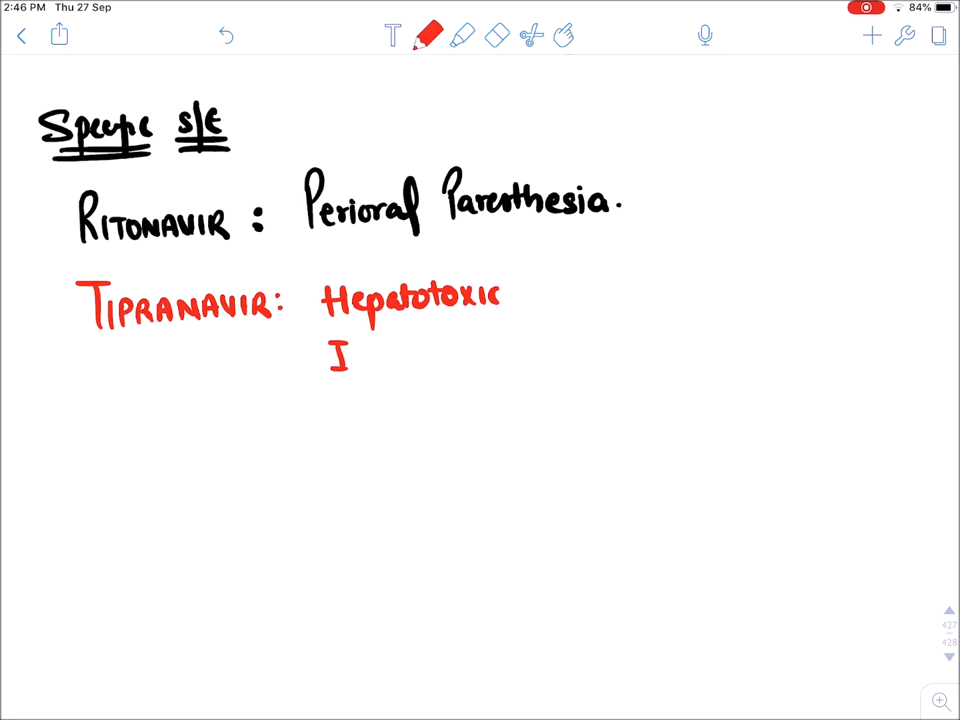 2:46 PM Thu 27 Sep 84%
T
Specific S/E
RITONAVIR : Perioral Paresthesia.
TIPRANAVIR: Hepatotoxic
I
427
428